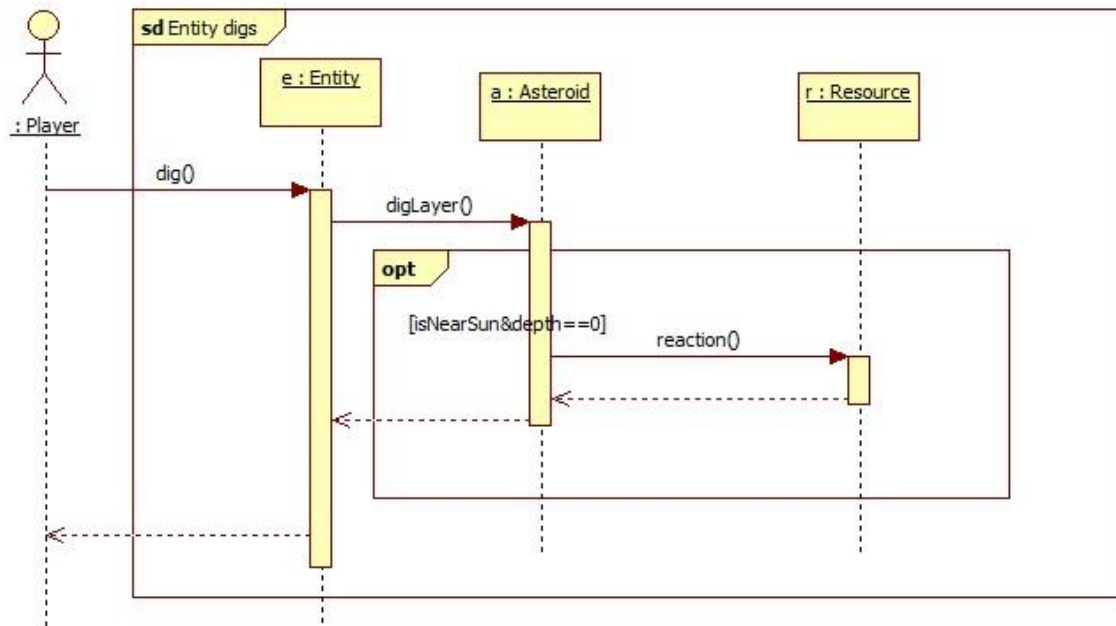 sd Entity digs
e : Entity
a : Asteroid
r : Resource
: Player
dig()
digLayer()
opt
[isNearSun&depth==0]
reaction()